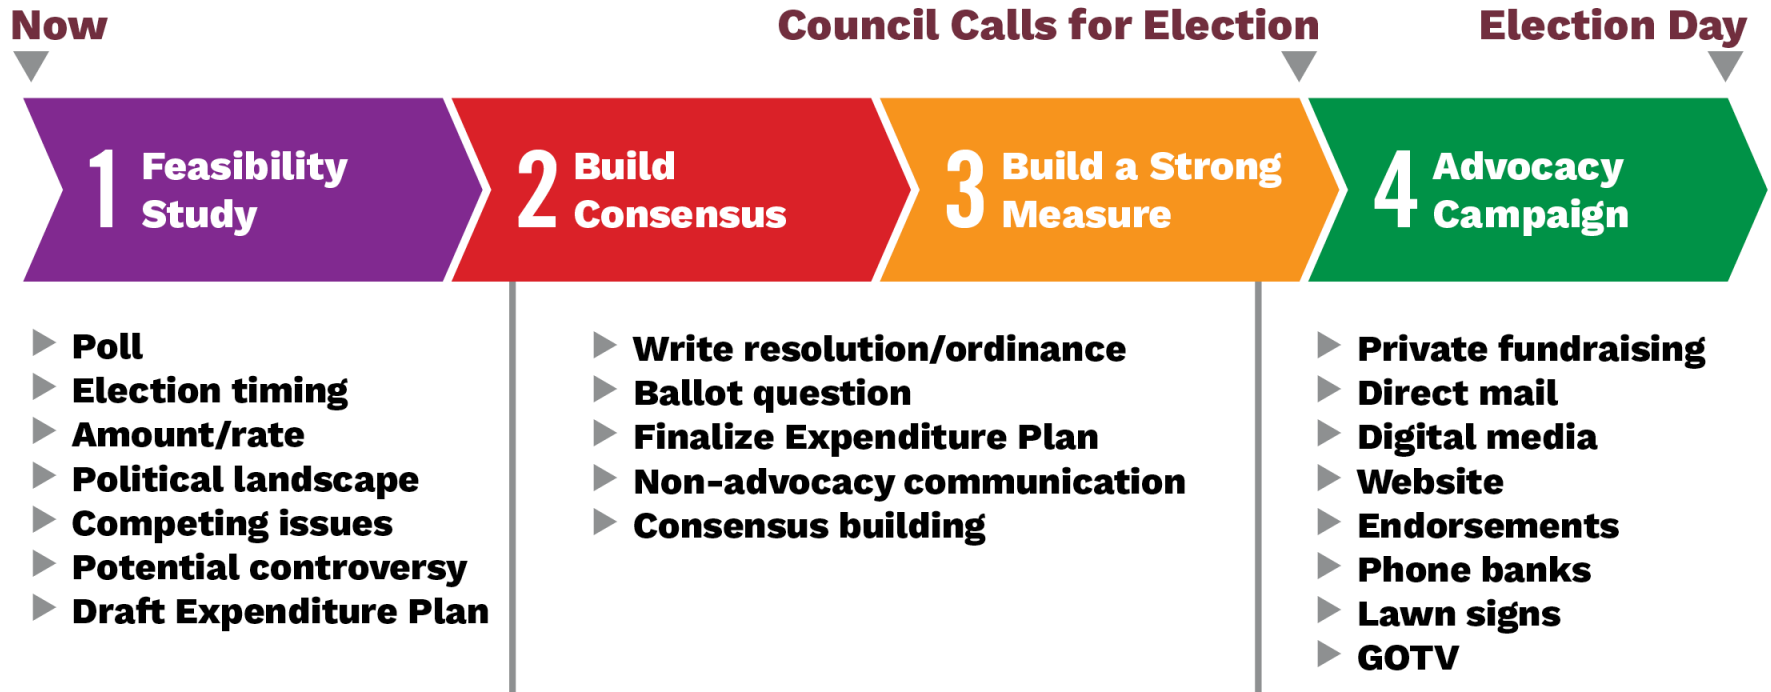 Now
Council Calls for Election
Election Day
1
Feasibility
Study
2
Build
Consensus
3
Build a Strong
Measure
4
Advocacy
Campaign
Poll
Election timing
Amount/rate
Political landscape
Competing issues
Potential controversy
Draft Expenditure Plan
Write resolution/ordinance
Ballot question
Finalize Expenditure Plan
Non-advocacy communication
Consensus building
Private fundraising
Direct mail
Digital media
Website
Endorsements
Phone banks
Lawn signs
GOTV